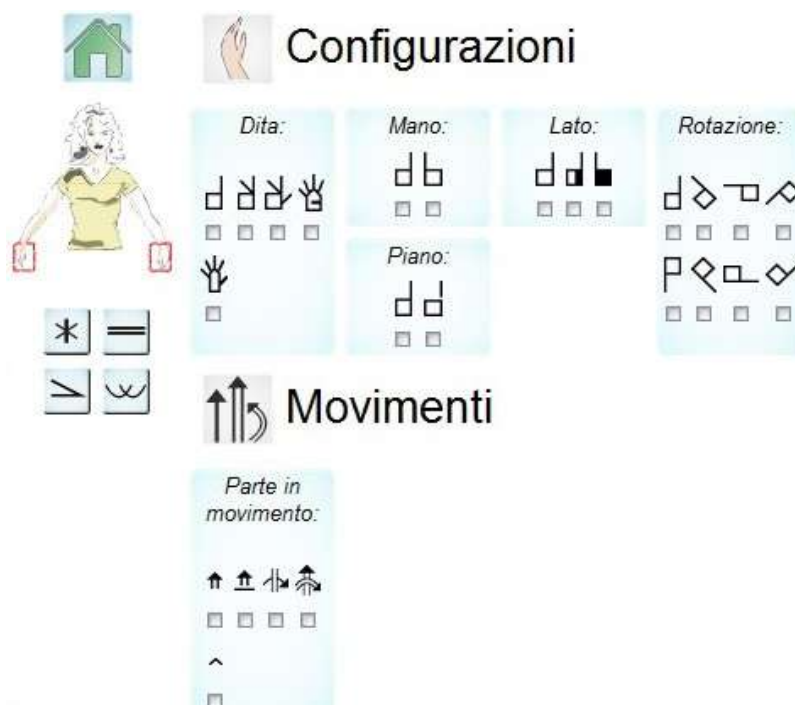 Configurazioni
Dita:
Mano:
Lato:
Rotazione:
Piano:
Movimenti
Parte in
movimento: